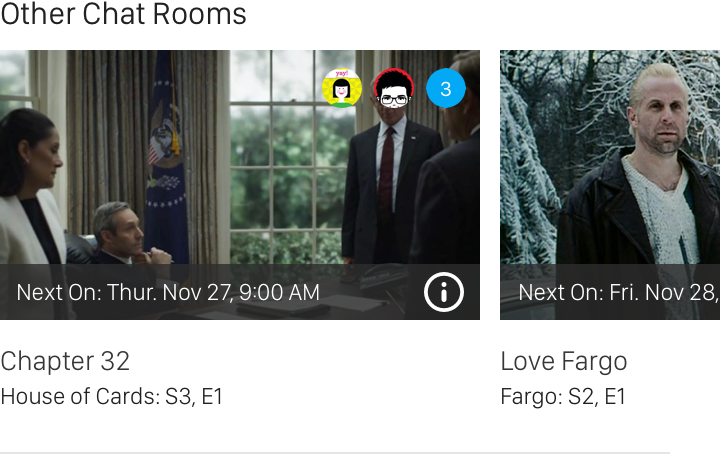 Other Chat Rooms
yay!
3
Next On: Thur. Nov 27, 9:00 AM
Next On: Fri. Nov 28,
Chapter 32
Love Fargo
House of Cards: S3, E1
Fargo: S2, E1